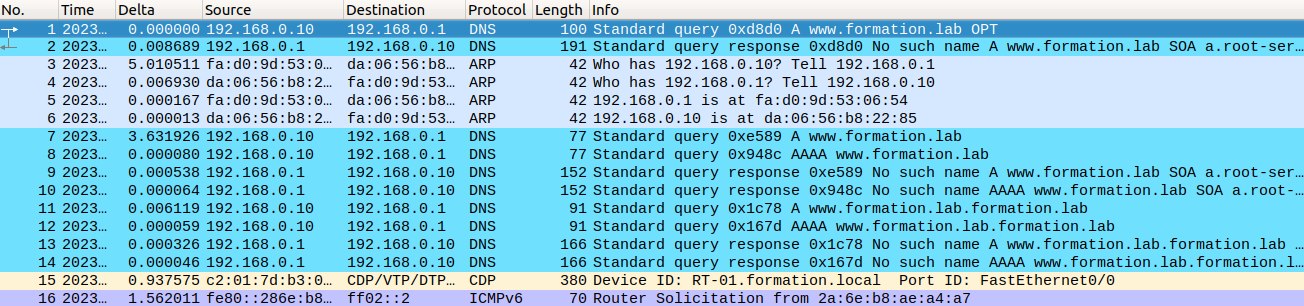 No. Time Delta Source Destination Protocol Length Info
1 2023… 0.000000 192.168.0.10 192.168.0.1 DNS 100 Standard query 0xd8d0 A www.formation.lab OPT
2 2023… 0.008689 192.168.0.1 192.168.0.10 DNS 191 Standard query response 0xd8d0 No such name A www.formation.lab SOA a.root-ser…
3 2023… 5.010511 fa:d0:9d:53:0… da:06:56:b8… ARP 42 Who has 192.168.0.10? Tell 192.168.0.1
4 2023… 0.006930 da:06:56:b8:2… fa:d0:9d:53… ARP 42 Who has 192.168.0.1? Tell 192.168.0.10
5 2023… 0.000167 fa:d0:9d:53:0… da:06:56:b8… ARP 42 192.168.0.1 is at fa:d0:9d:53:06:54
6 2023… 0.000013 da:06:56:b8:2… fa:d0:9d:53… ARP 42 192.168.0.10 is at da:06:56:b8:22:85
7 2023… 3.631926 192.168.0.10 192.168.0.1 DNS 77 Standard query 0xe589 A www.formation.lab
8 2023… 0.000080 192.168.0.10 192.168.0.1 DNS 77 Standard query 0x948c AAAA www.formation.lab
9 2023… 0.000538 192.168.0.1 192.168.0.10 DNS 152 Standard query response 0xe589 No such name A www.formation.lab SOA a.root-ser…
10 2023… 0.000064 192.168.0.1 192.168.0.10 DNS 152 Standard query response 0x948c No such name AAAA www.formation.lab SOA a.root-…
11 2023… 0.006119 192.168.0.10 192.168.0.1 DNS 91 Standard query 0x1c78 A www.formation.lab.formation.lab
12 2023… 0.000059 192.168.0.10 192.168.0.1 DNS 91 Standard query 0x167d AAAA www.formation.lab.formation.lab
13 2023… 0.000326 192.168.0.1 192.168.0.10 DNS 166 Standard query response 0x1c78 No such name A www.formation.lab.formation.lab …
14 2023… 0.000046 192.168.0.1 192.168.0.10 DNS 166 Standard query response 0x167d No such name AAAA www.formation.lab.formation.l…
15 2023… 0.937575 c2:01:7d:b3:0… CDP/VTP/DTP… CDP 380 Device ID: RT-01.formation.local Port ID: FastEthernet0/0
16 2023… 1.562011 fe80::286e:b8… ff02::2 ICMPv6 70 Router Solicitation from 2a:6e:b8:ae:a4:a7